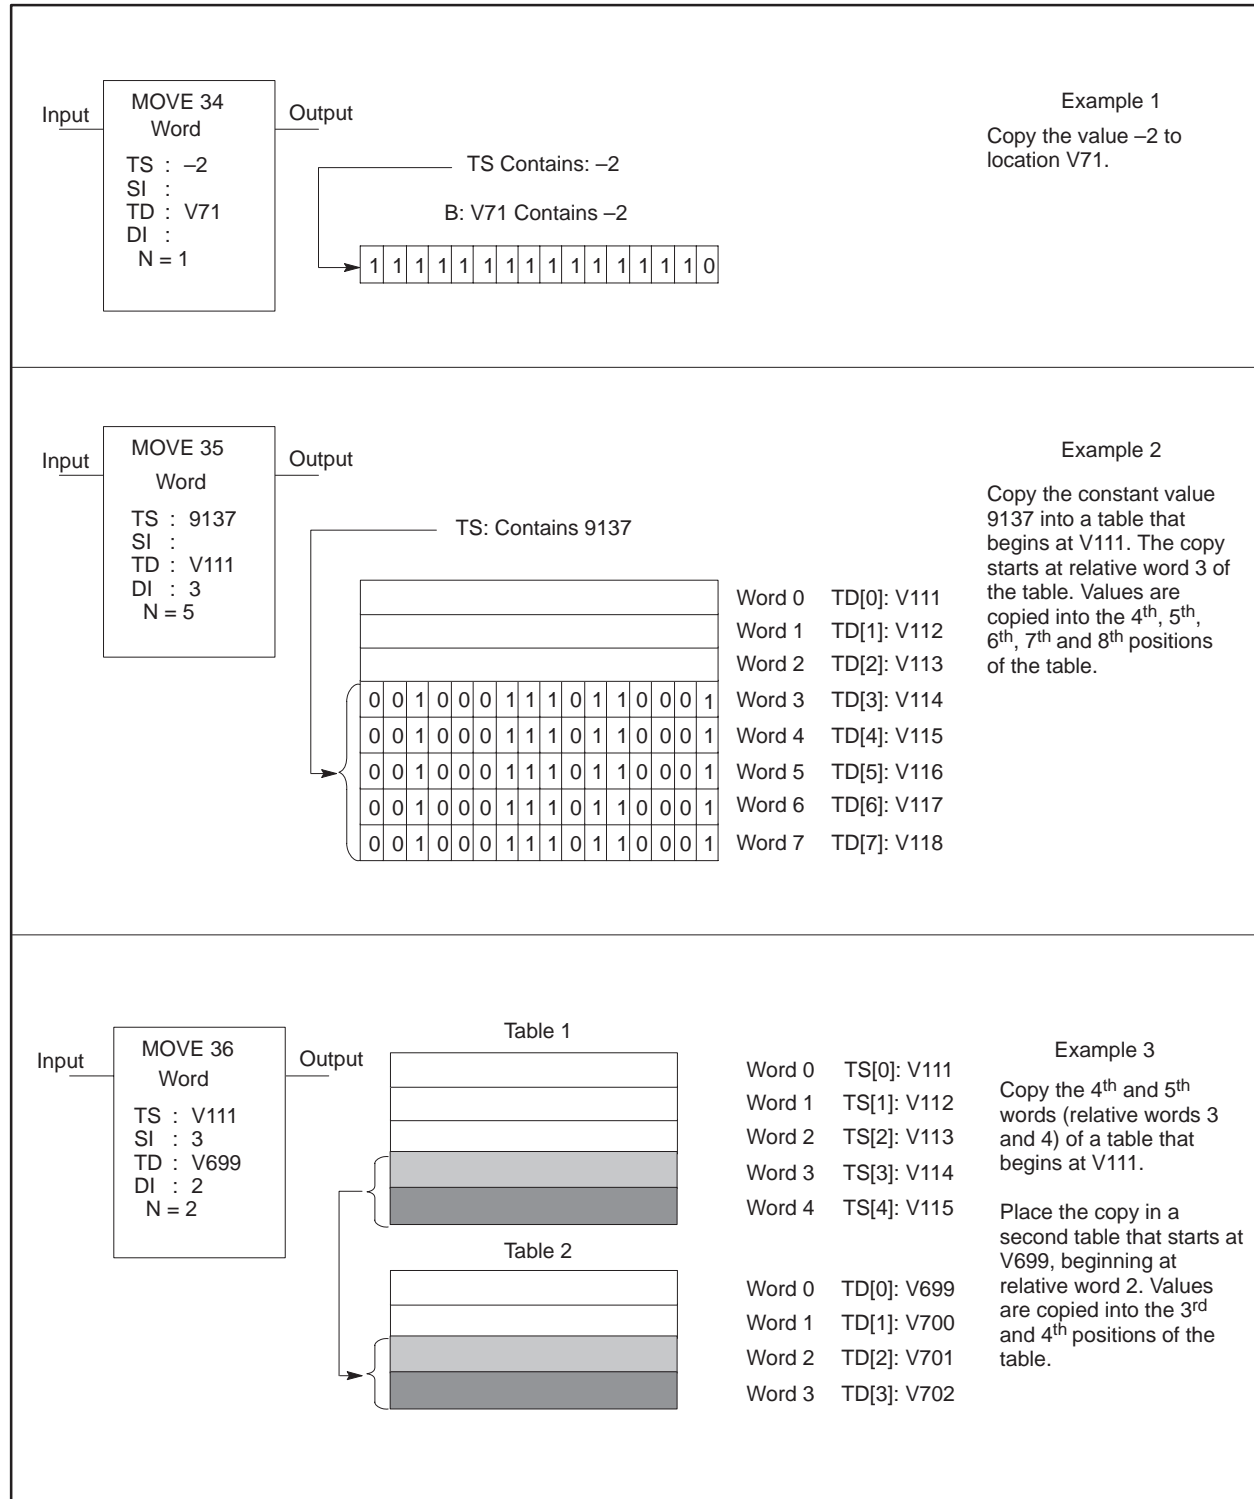 Input
MOVE 34
Word
TS : –2
SI :
TD : V71
DI :
N = 1
Output
TS Contains: –2
B: V71 Contains –2
1 1 1 1 1 1 1 1 1 1 1 1 1 1 1 0
Example 1
Copy the value –2 to
location V71.
Input
MOVE 35
Word
TS : 9137
SI :
TD : V111
DI : 3
N = 5
Output
TS: Contains 9137
Word 0 TD[0]: V111
Word 1 TD[1]: V112
Word 2 TD[2]: V113
0 0 1 0 0 0 1 1 1 0 1 1 0 0 0 1 Word 3 TD[3]: V114
0 0 1 0 0 0 1 1 1 0 1 1 0 0 0 1 Word 4 TD[4]: V115
0 0 1 0 0 0 1 1 1 0 1 1 0 0 0 1 Word 5 TD[5]: V116
0 0 1 0 0 0 1 1 1 0 1 1 0 0 0 1 Word 6 TD[6]: V117
0 0 1 0 0 0 1 1 1 0 1 1 0 0 0 1 Word 7 TD[7]: V118
Example 2
Copy the constant value
9137 into a table that
begins at V111. The copy
starts at relative word 3 of
the table. Values are
copied into the 4th, 5th,
6th, 7th and 8th positions
of the table.
Input
MOVE 36
Word
TS : V111
SI : 3
TD : V699
DI : 2
N = 2
Output
Table 1
Word 0 TS[0]: V111
Word 1 TS[1]: V112
Word 2 TS[2]: V113
Word 3 TS[3]: V114
Word 4 TS[4]: V115
Table 2
Word 0 TD[0]: V699
Word 1 TD[1]: V700
Word 2 TD[2]: V701
Word 3 TD[3]: V702
Example 3
Copy the 4th and 5th
words (relative words 3
and 4) of a table that
begins at V111.
Place the copy in a
second table that starts at
V699, beginning at
relative word 2. Values
are copied into the 3rd
and 4th positions of the
table.